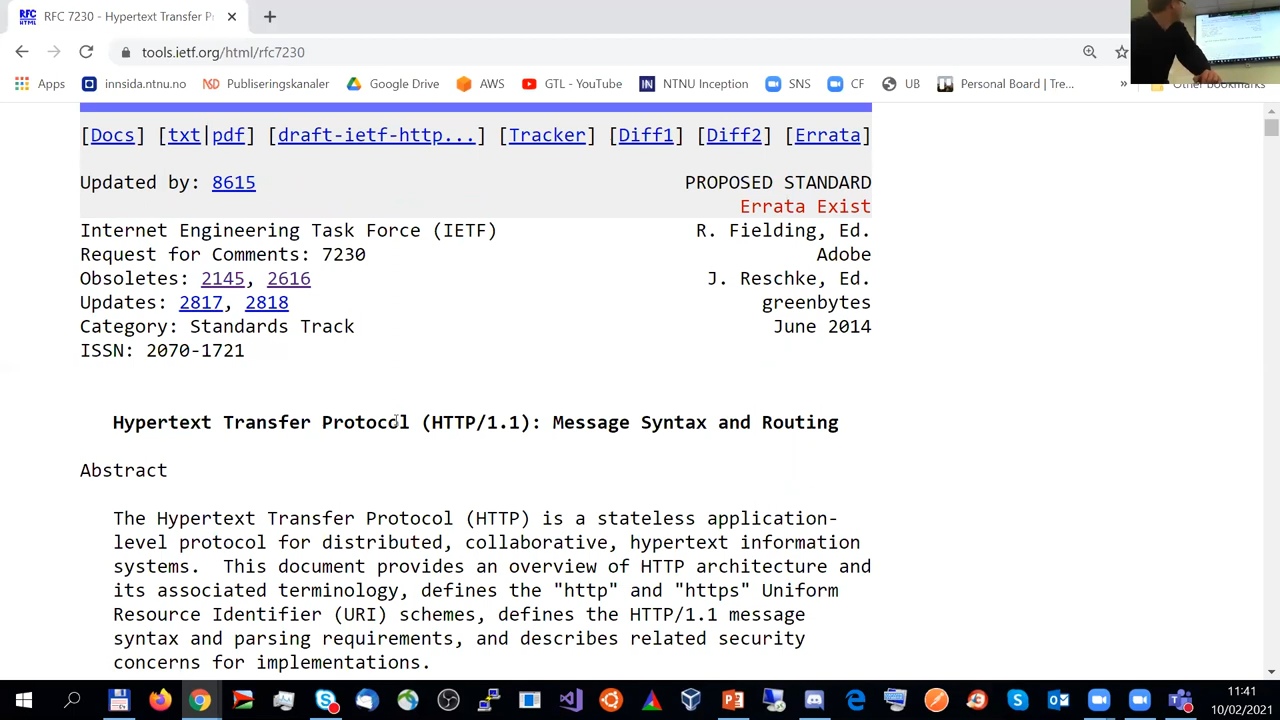 RFC HTML RFC 7230 - Hypertext Transfer P
tools.ietf.org/html/rfc7230
Apps innsida.ntnu.no Publiseringskanaler Google Drive AWS GTL - YouTube NTNU Inception SNS CF UB Personal Board | Tre... » Other bookmarks
[Docs] [txt|pdf] [draft-ietf-http...] [Tracker] [Diff1] [Diff2] [Errata]
Updated by: 8615 PROPOSED STANDARD
Errata Exist
Internet Engineering Task Force (IETF) R. Fielding, Ed.
Request for Comments: 7230 Adobe
Obsoletes: 2145, 2616 J. Reschke, Ed.
Updates: 2817, 2818 greenbytes
Category: Standards Track June 2014
ISSN: 2070-1721
Hypertext Transfer Protocol (HTTP/1.1): Message Syntax and Routing
Abstract
The Hypertext Transfer Protocol (HTTP) is a stateless application-
level protocol for distributed, collaborative, hypertext information
systems. This document provides an overview of HTTP architecture and
its associated terminology, defines the "http" and "https" Uniform
Resource Identifier (URI) schemes, defines the HTTP/1.1 message
syntax and parsing requirements, and describes related security
concerns for implementations.
11:41
10/02/2021